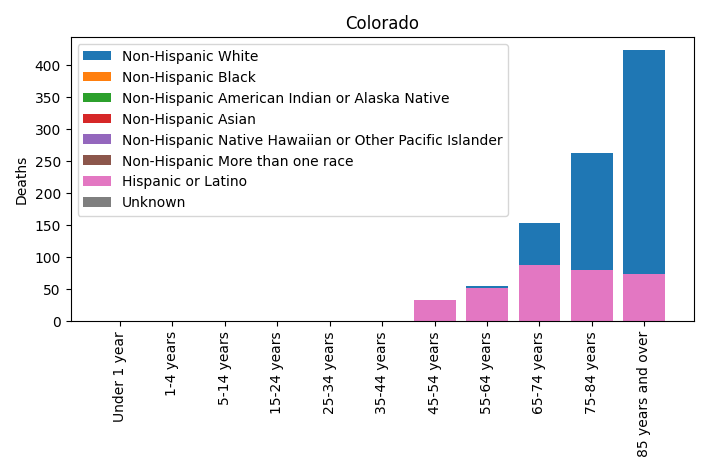 Colorado
Non-Hispanic White
Non-Hispanic Black
Non-Hispanic American Indian or Alaska Native
Non-Hispanic Asian
Non-Hispanic Native Hawaiian or Other Pacific Islander
Non-Hispanic More than one race
Hispanic or Latino
Unknown
Deaths
400
350
300
250
200
150
100
50
0
Under 1 year
1-4 years
5-14 years
15-24 years
25-34 years
35-44 years
45-54 years
55-64 years
65-74 years
75-84 years
85 years and over